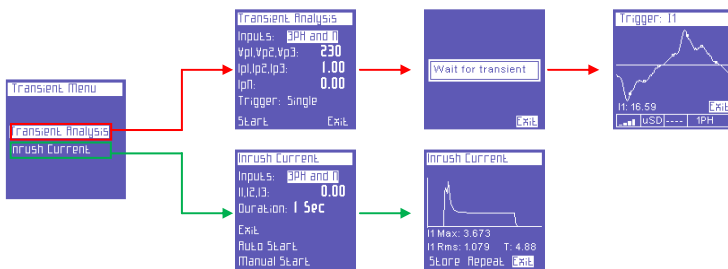 Transient Menu
Transient Analysis
Inrush Current
Transient Analysis
Inputs: 3PH and N
Vp1,Vp2,Vp3: 230
Ip1,Ip2,Ip3: 1.00
IpN: 0.00
Trigger: Single
Start Exit
Wait for transient
Exit
Trigger: I1
I1: 16.59 Exit
uSD ---- 1PH
Inrush Current
Inputs: 3PH and N
I1,I2,I3: 0.00
Duration: 1 Sec
Exit
Auto Start
Manual Start
Inrush Current
I1 Max: 3.673
I1 Rms: 1.079 T: 4.88
Store Repeat Exit